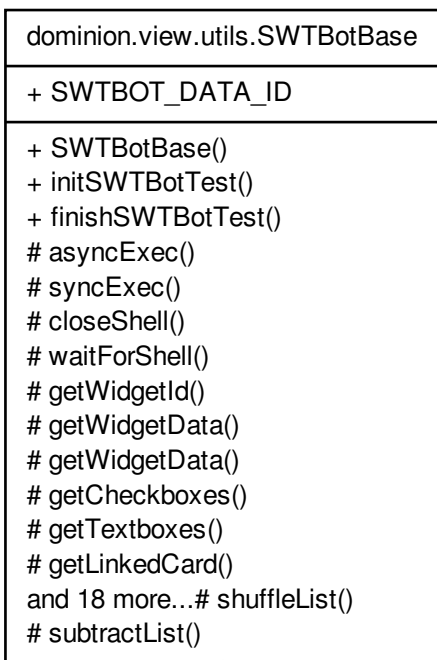 dominion.view.utils.SWTBotBase
+ SWTBOT_DATA_ID
+ SWTBotBase()
+ initSWTBotTest()
+ finishSWTBotTest()
# asyncExec()
# syncExec()
# closeShell()
# waitForShell()
# getWidgetId()
# getWidgetData()
# getWidgetData()
# getCheckboxes()
# getTextboxes()
# getLinkedCard()
and 18 more...# shuffleList()
# subtractList()